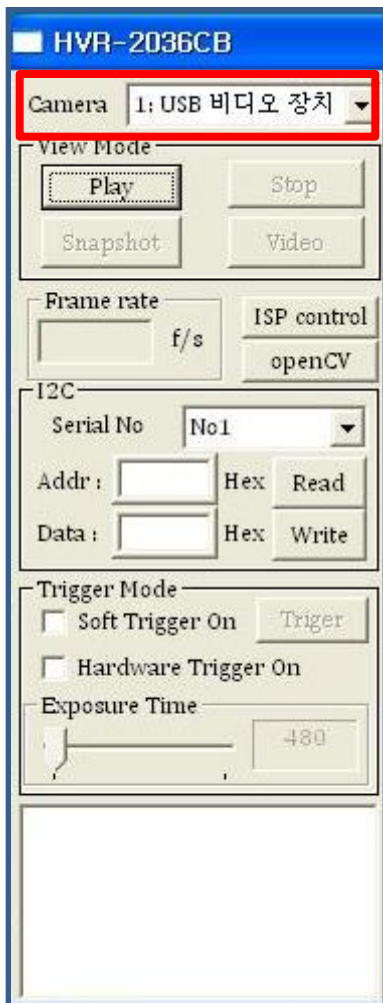 HVR-2036CB
Camera 1: USB 비디오 장치
View Mode
Play Stop
Snapshot Video
Frame rate
f/s
ISP control
openCV
I2C
Serial No No1
Addr : Hex Read
Data : Hex Write
Trigger Mode
Soft Trigger On Triger
Hardware Trigger On
Exposure Time
480